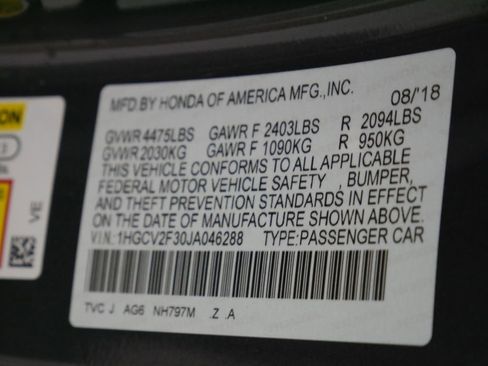 MFD.BY HONDA OF AMERICA MFG.,INC.
08/'18
GVWR 4475LBS GAWR F 2403LBS R 2094LBS
GVWR 2030KG GAWR F 1090KG R 950KG
THIS VEHICLE CONFORMS TO ALL APPLICABLE
FEDERAL MOTOR VEHICLE SAFETY , BUMPER,
AND THEFT PREVENTION STANDARDS IN EFFECT
ON THE DATE OF MANUFACTURE SHOWN ABOVE.
V.I.N.: 1HGCV2F30JA046288 TYPE:PASSENGER CAR
TVC J AG6 NH797M .Z .A
ION
VE